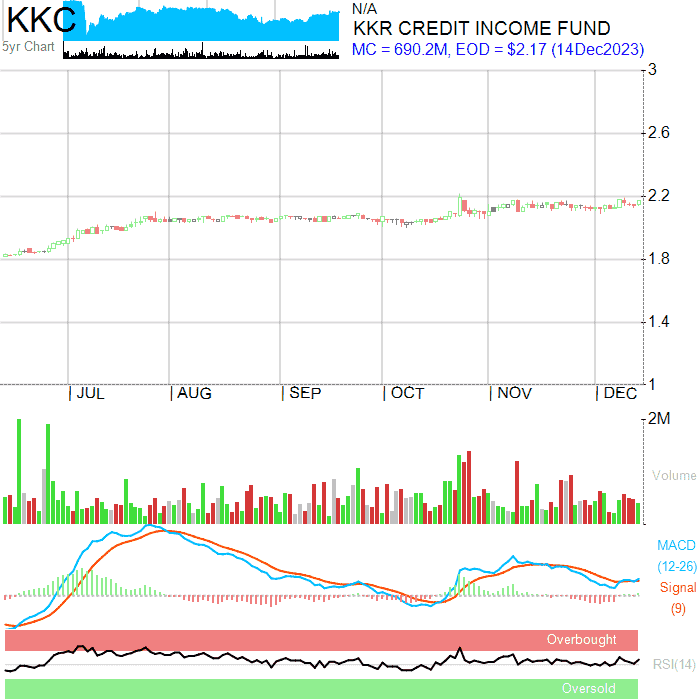 KKC
N/A
KKR CREDIT INCOME FUND
5yr Chart
MC = 690.2M, EOD = $2.17 (14Dec2023)
3
2.6
2.2
1.8
1.4
1
JUL AUG SEP OCT NOV DEC
2M
Volume
MACD
(12-26)
Signal
(9)
Overbought
RSI(14)
Oversold